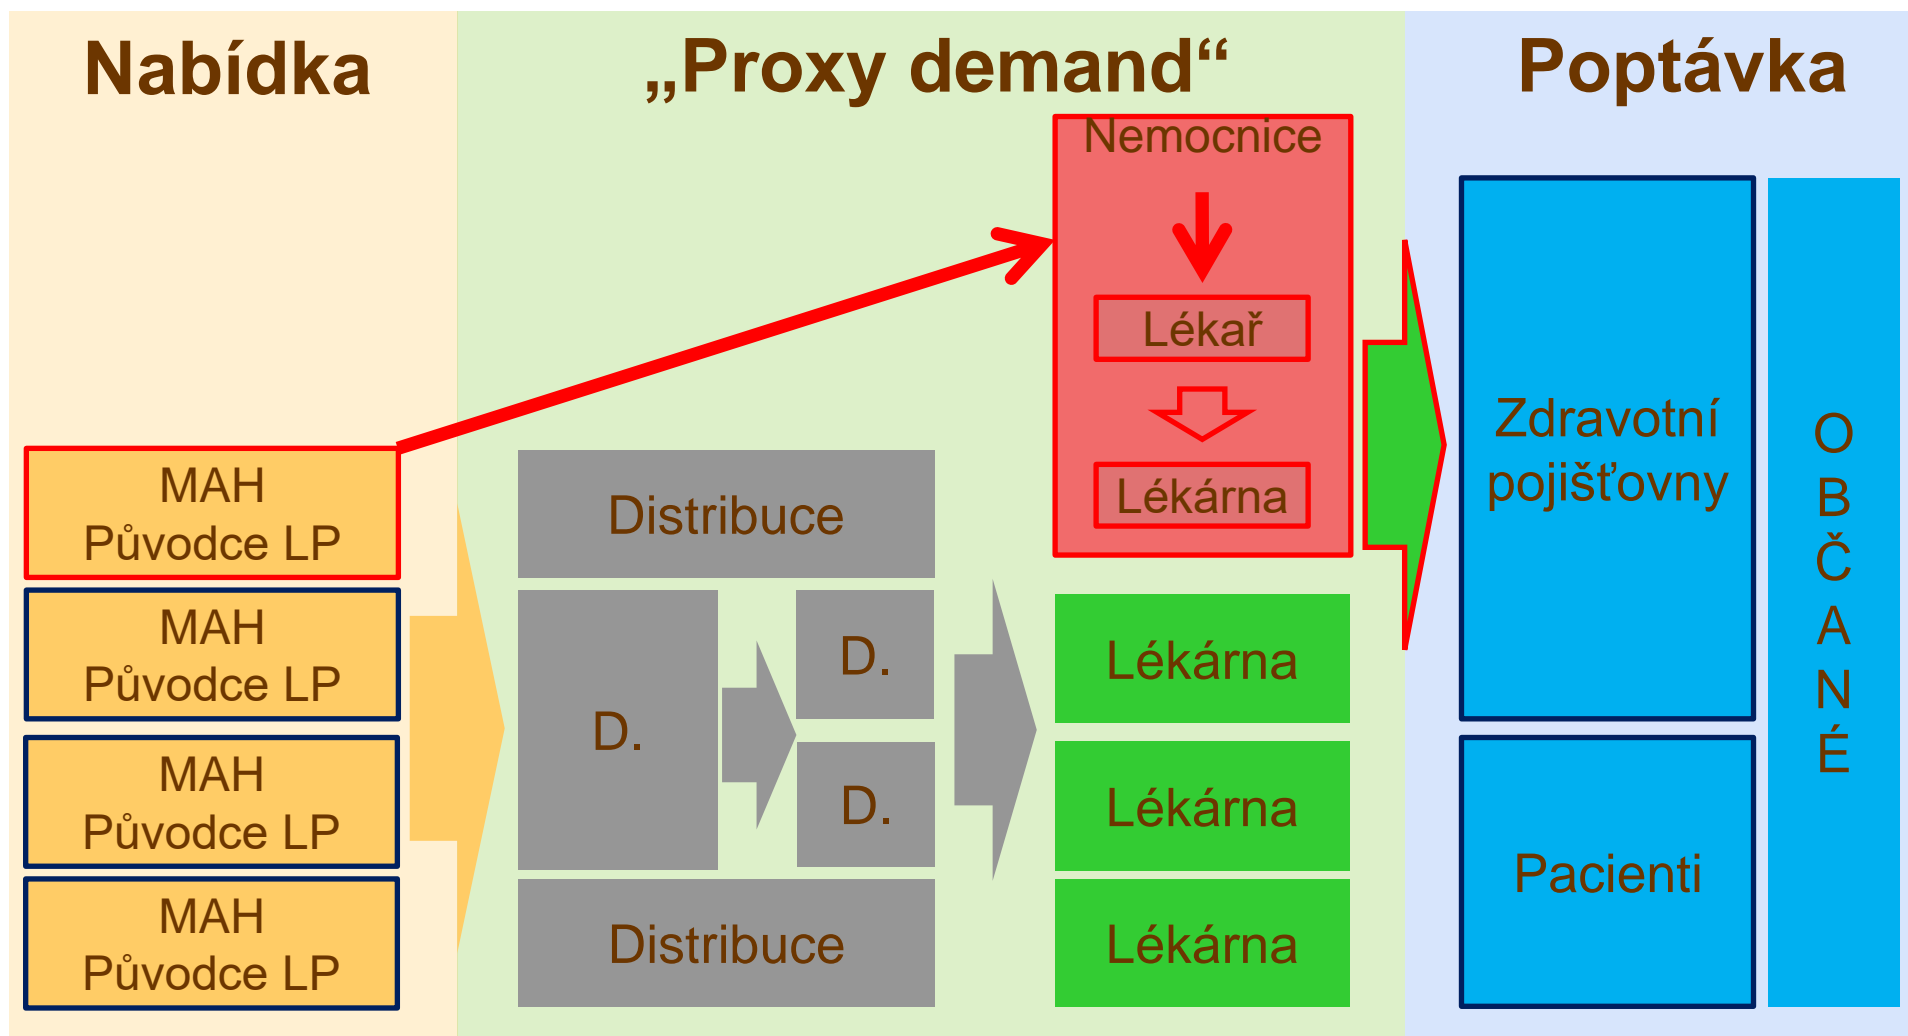 Nabídka
„Proxy demand“
Poptávka
Nemocnice
Lékař
Lékárna
MAH
Původce LP
MAH
Původce LP
MAH
Původce LP
MAH
Původce LP
Distribuce
D.
D.
D.
Distribuce
Lékárna
Lékárna
Lékárna
Zdravotní
pojišťovny
Pacienti
O
B
Č
A
N
É